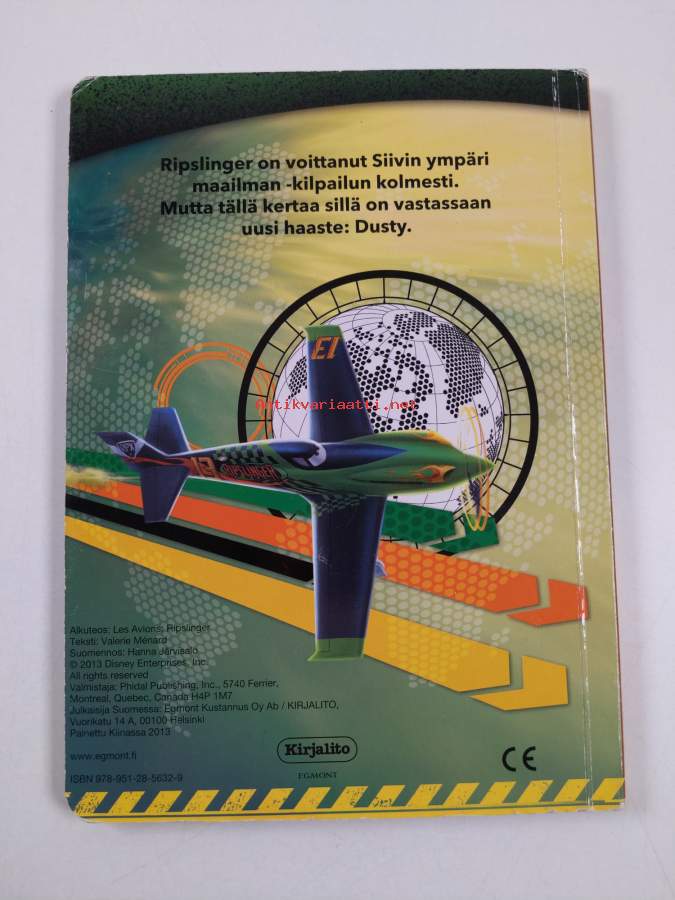 Ripslinger on voittanut Siivin ympäri
maailman -kilpailun kolmesti.
Mutta tällä kertaa sillä on vastassaan
uusi haaste: Dusty.
13
antikvariaatti.net
13 RIPSLINGER
Alkuteos: Les Avions: Ripslinger
Teksti: Valerie Ménard
Suomennos: Hanna Järvisalo
© 2013 Disney Enterprises, Inc.
All rights reserved
Valmistaja: Phidal Publishing, Inc., 5740 Ferrier,
Montreal, Quebec, Canada H4P 1M7
Julkaisija Suomessa: Egmont Kustannus Oy Ab / KIRJALITO,
Vuorikatu 14 A, 00100 Helsinki
Painettu Kiinassa 2013
www.egmont.fi
Kirjalito
EGMONT
CE
ISBN 978-951-28-5632-9